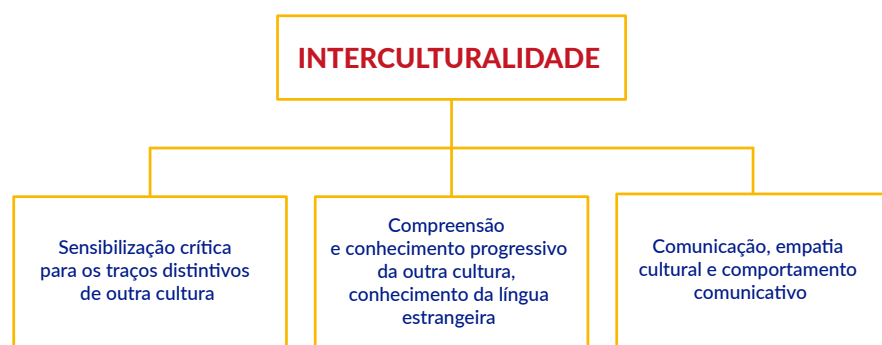 INTERCULTURALIDADE
Sensibilização crítica
para os traços distintivos
de outra cultura
Compreensão
e conhecimento progressivo
da outra cultura,
conhecimento da língua
estrangeira
Comunicação, empatia
cultural e comportamento
comunicativo